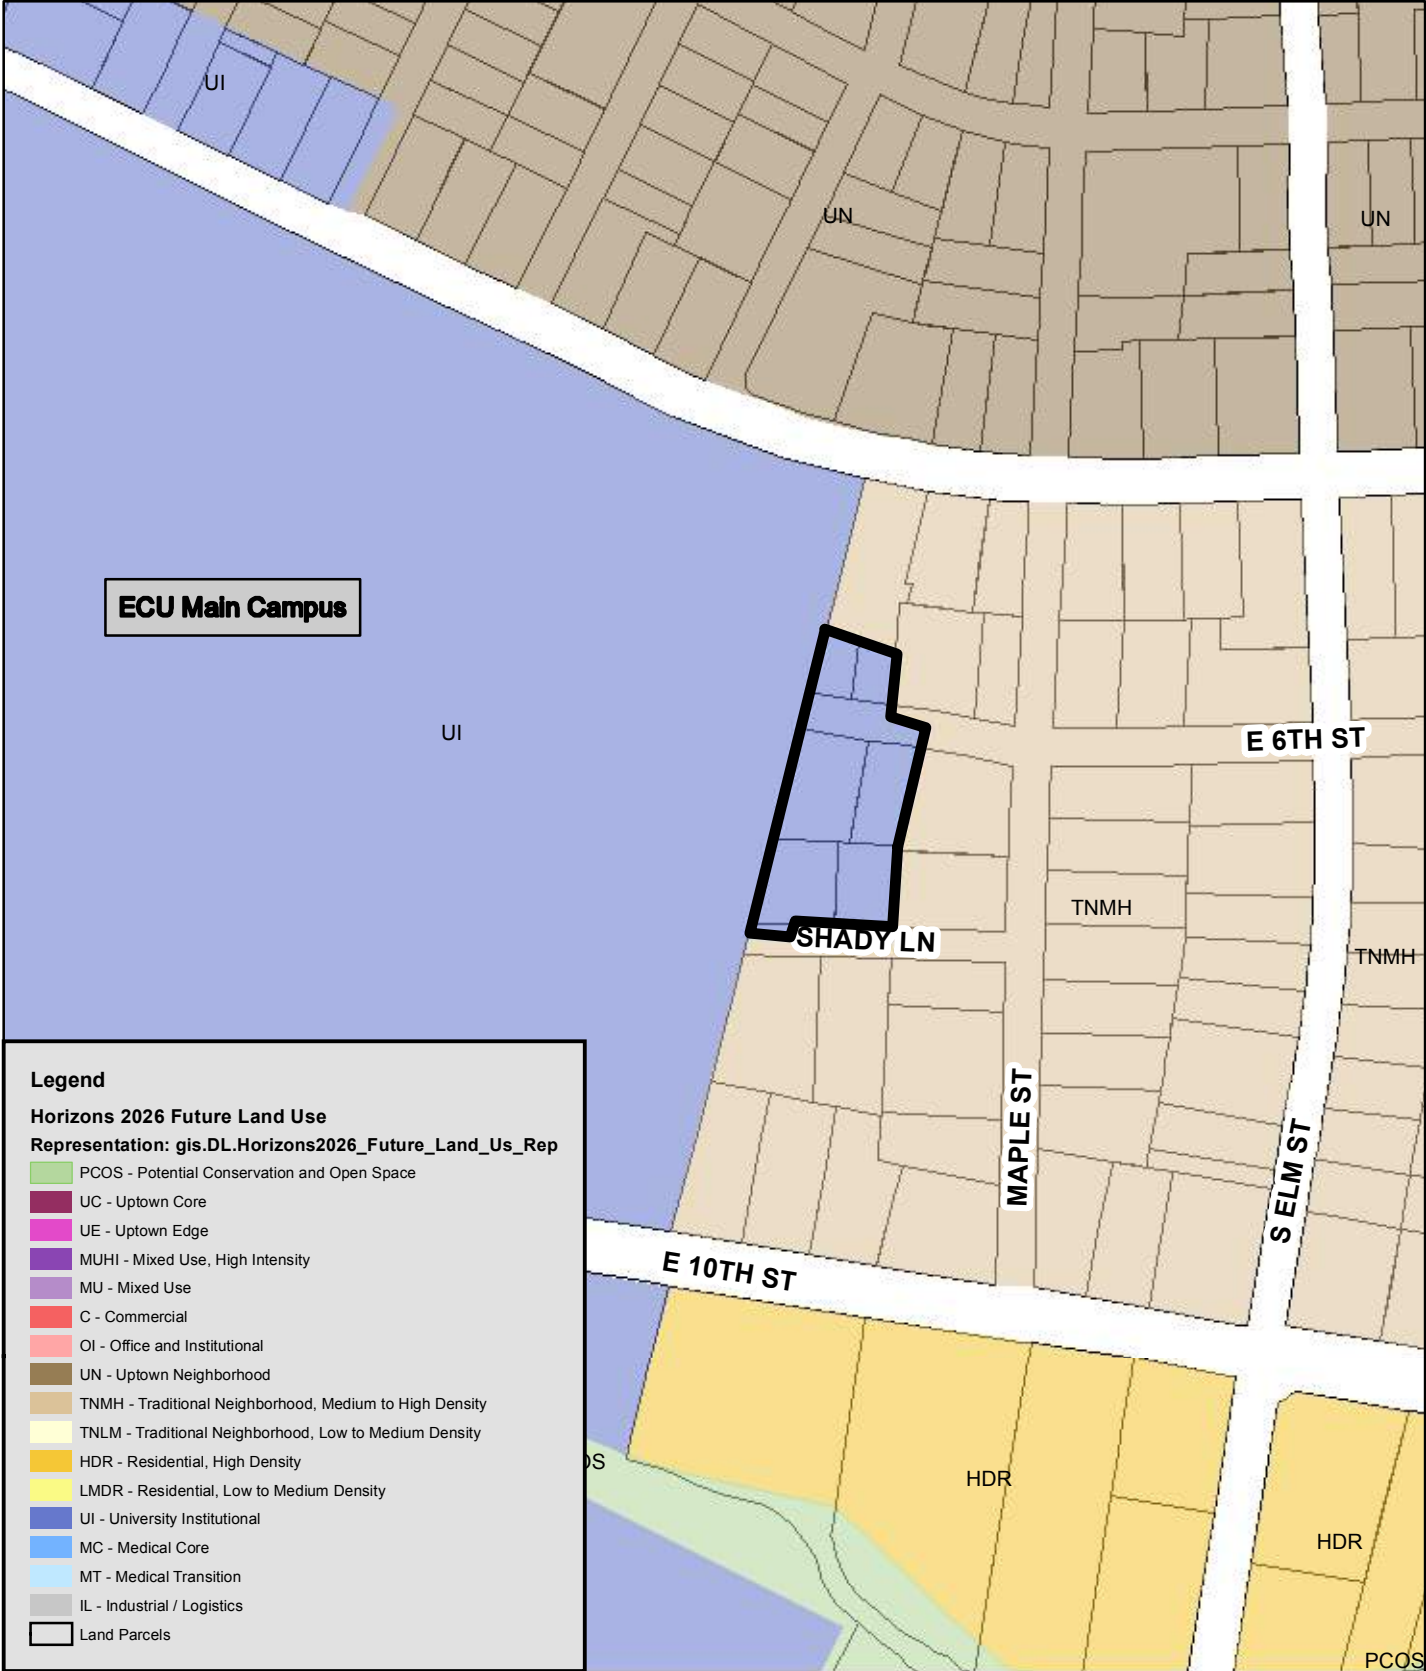 UI
UN
UN
ECU Main Campus
UI
E 6TH ST
TNMH
SHADY LN
TNMH
MAPLE ST
S ELM ST
E 10TH ST
OS
HDR
HDR
PCOS
Legend
Horizons 2026 Future Land Use
Representation: gis.DL.Horizons2026_Future_Land_Us_Rep
PCOS - Potential Conservation and Open Space
UC - Uptown Core
UE - Uptown Edge
MUHI - Mixed Use, High Intensity
MU - Mixed Use
C - Commercial
OI - Office and Institutional
UN - Uptown Neighborhood
TNMH - Traditional Neighborhood, Medium to High Density
TNLM - Traditional Neighborhood, Low to Medium Density
HDR - Residential, High Density
LMDR - Residential, Low to Medium Density
UI - University Institutional
MC - Medical Core
MT - Medical Transition
IL - Industrial / Logistics
Land Parcels